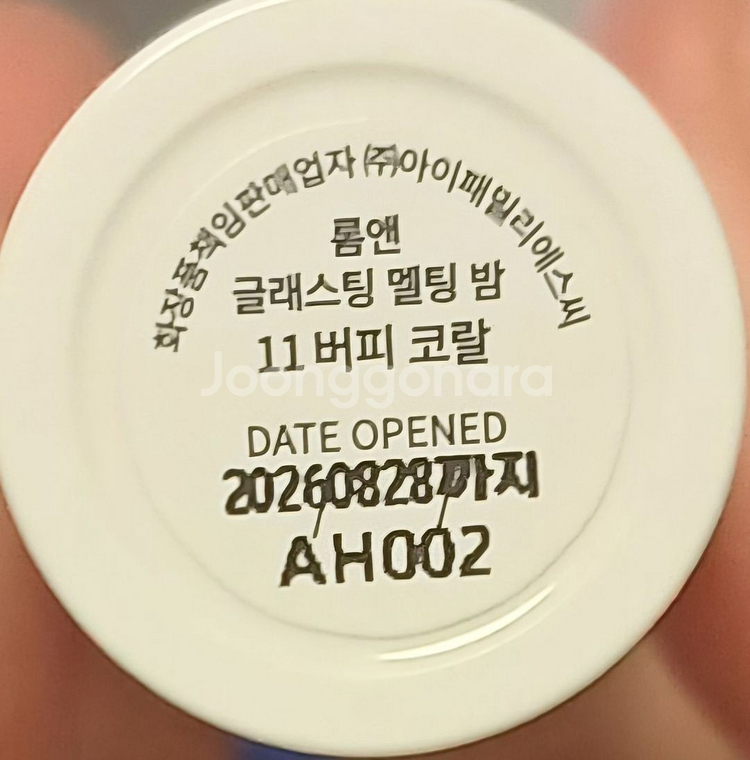 화장품책임판매업자 ㈜아이패밀리에스씨
롬앤
글래스팅 멜팅 밤
11 버피 코랄
Joonggonara
DATE OPENED
20260828까지
AH002